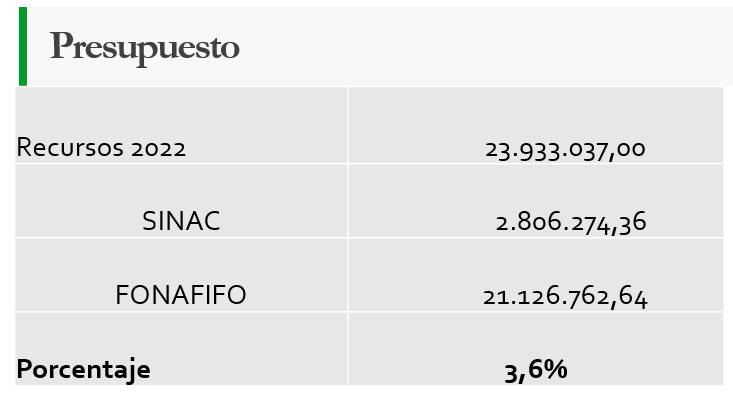 Presupuesto
Recursos 2022 23.933.037,00
SINAC 2.806.274,36
FONAFIFO 21.126.762,64
Porcentaje 3,6%